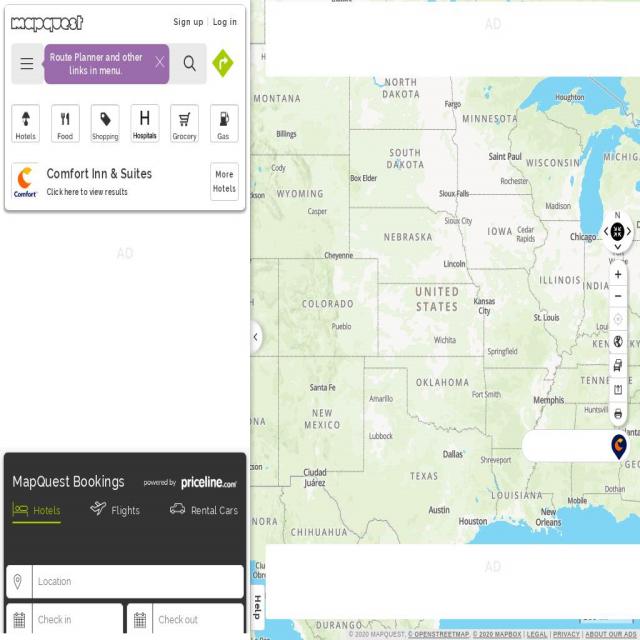 mapquest
Sign up
Log in
Route Planner and other
links in menu.
Hotels
Food
Shopping
H
Hospitals
Grocery
Gas
Comfort Inn & Suites
Click here to view results
Comfort
More
Hotels
AD
MapQuest Bookings
powered by priceline.com
Hotels
Flights
Rental Cars
Location
Check in
Check out
AD
NORTH
DAKOTA
Fargo
MONTANA
MINNESOTA
Houghton
Billings
SOUTH
DAKOTA
Saint Paul
WISCONSIN
MICHIG
Cody
Box Elder
Rochester
WYOMING
Sioux Falls
Casper
Madison
Sioux City
N
IOWA
Cedar
Rapids
NEBRASKA
Chicago
Cheyenne
Lincoln
ILLINOIS
INDIA
UNITED
STATES
COLORADO
Kansas
City
St. Louis
Pueblo
Wichita
KEN
KY
Springfield
OKLAHOMA
TENNE
Santa Fe
Amarillo
Fort Smith
Memphis
Huntsvil
NEW
MEXICO
Lubbock
Dallas
Shreveport
Ciudad
Juárez
TEXAS
LOUISIANA
Dothan
Mobile
Austin
Houston
New
Orleans
NORA
CHIHUAHUA
AD
Help
DURANGO
© 2020 MAPQUEST, © OPENSTREETMAP, © 2020 MAPBOX | LEGAL | PRIVACY | ABOUT OUR ADS